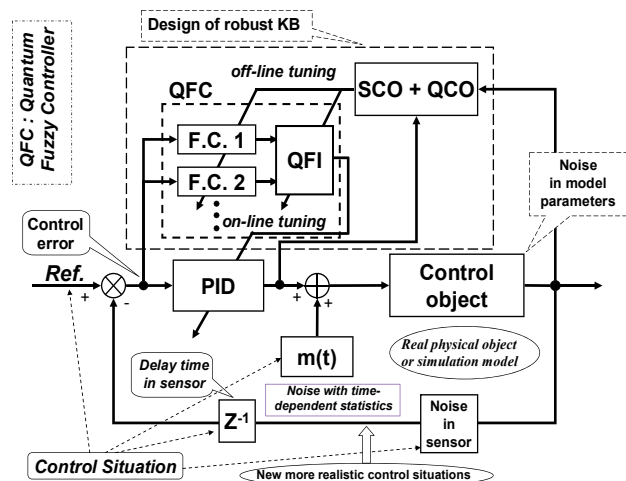 Design of robust KB
QFC : Quantum
Fuzzy Controller
off-line tuning
QFC
SCO + QCO
F.C. 1
QFI
F.C. 2
on-line tuning
Noise
in model
parameters
Control
error
Ref.
+
-
PID
+
+
Control
object
m(t)
Real physical object
or simulation model
Delay time
in sensor
Noise with time-
dependent statistics
Z-1
Noise
in
sensor
Control Situation
New more realistic control situations